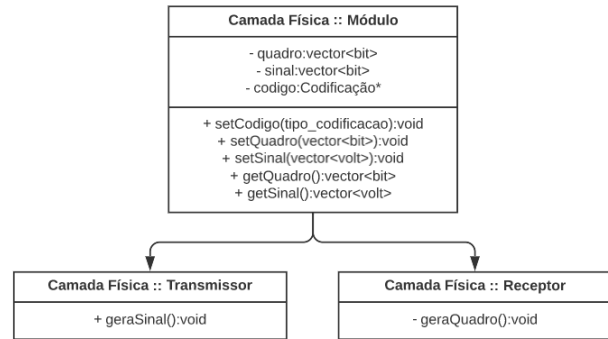 Camada Física :: Módulo
- quadro:vector<bit>
- sinal:vector<bit>
- codigo:Codificação*
+ setCodigo(tipo_codificacao):void
+ setQuadro(vector<bit>):void
+ setSinal(vector<volt>):void
+ getQuadro():vector<bit>
+ getSinal():vector<volt>
Camada Física :: Transmissor
+ geraSinal():void
Camada Física :: Receptor
- geraQuadro():void